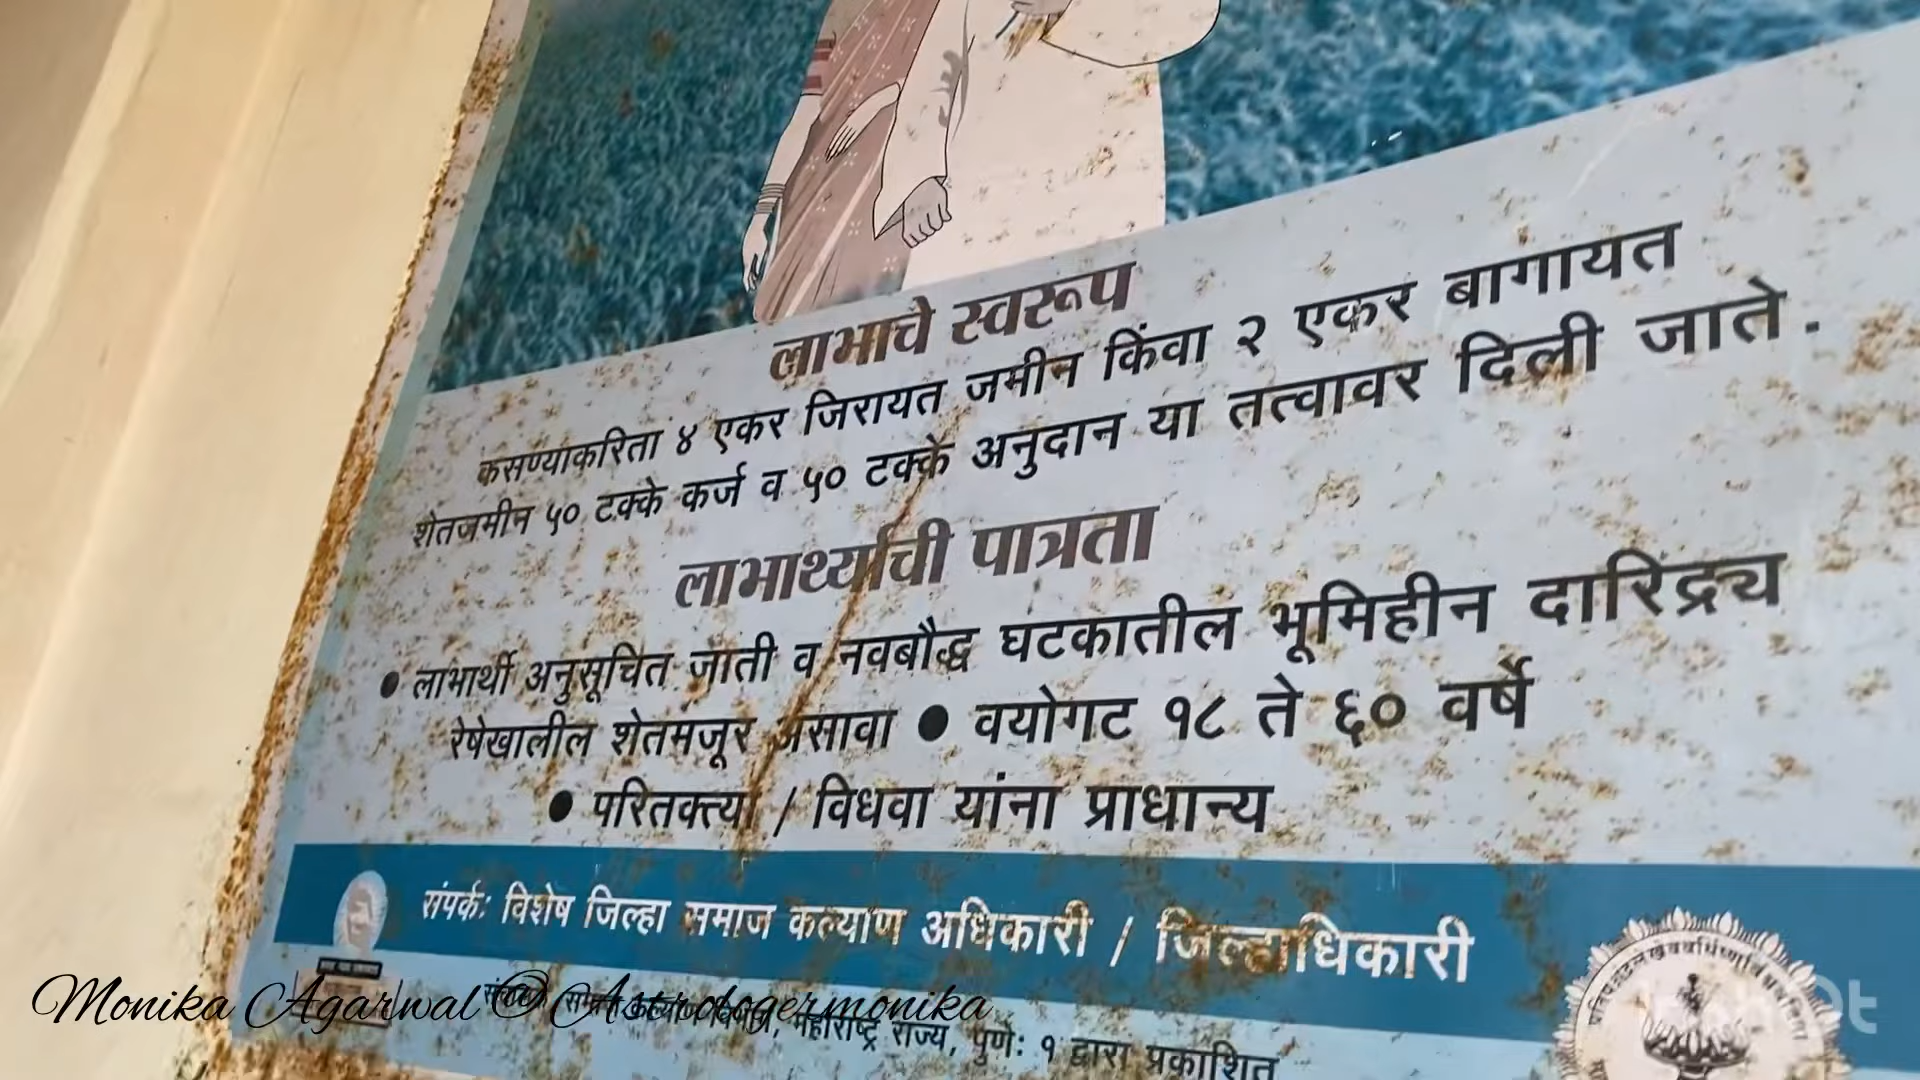 लाभाचे स्वरूप
कसण्याकरिता ४ एकर जिरायत जमीन किंवा २ एकर बागायत
शेतजमीन ५० टक्के कर्ज व ५० टक्के अनुदान या तत्वावर दिली जाते.
लाभार्थ्याची पात्रता
• लाभार्थी अनुसूचित जाती व नवबौद्ध घटकातील भूमिहीन दारिद्र्य
रेषेखालील शेतमजूर असावा • वयोगट १८ ते ६० वर्षे
• परितक्त्या / विधवा यांना प्राधान्य
संपर्क: विशेष जिल्हा समाज कल्याण अधिकारी / जिल्हाधिकारी
महाराष्ट्र राज्य, पुणे: १ द्वारा प्रकाशित
Monika Agarwal @ Astrologer monika